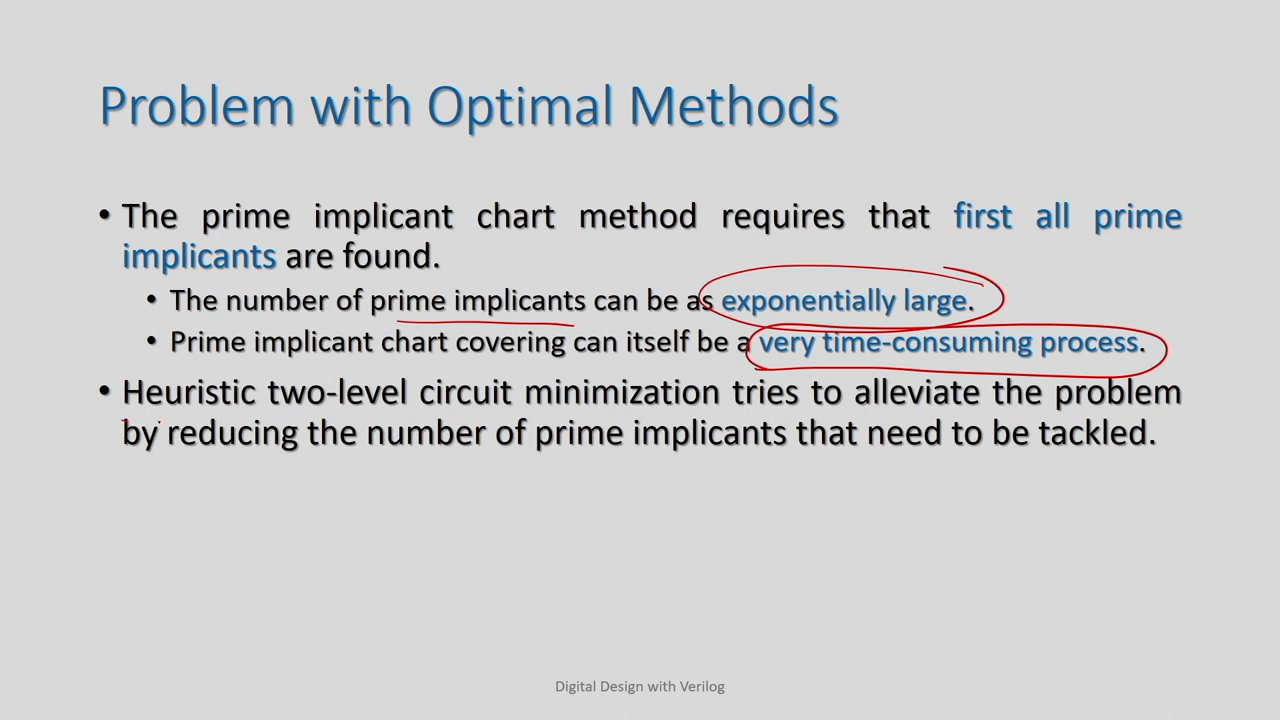 Problem with Optimal Methods
• The prime implicant chart method requires that first all prime
implicants are found.
• The number of prime implicants can be as exponentially large.
• Prime implicant chart covering can itself be a very time-consuming process.
• Heuristic two-level circuit minimization tries to alleviate the problem
by reducing the number of prime implicants that need to be tackled.
Digital Design with Verilog